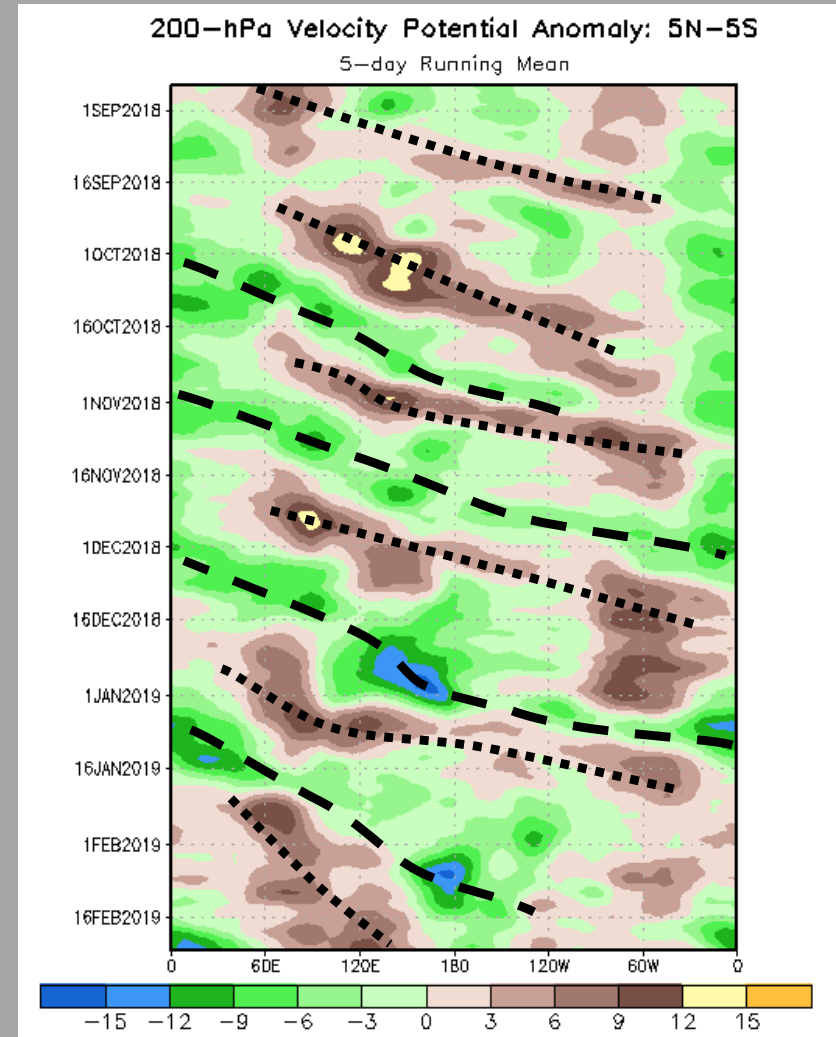 200-hPa Velocity Potential Anomaly: 5N-5S
5-day Running Mean
1SEP2018
16SEP2018
1OCT2018
16OCT2018
1NOV2018
16NOV2018
1DEC2018
16DEC2018
1JAN2019
16JAN2019
1FEB2019
16FEB2019
0 60E 120E 180 120W 60W 0
-15 -12 -9 -6 -3 0 3 6 9 12 15